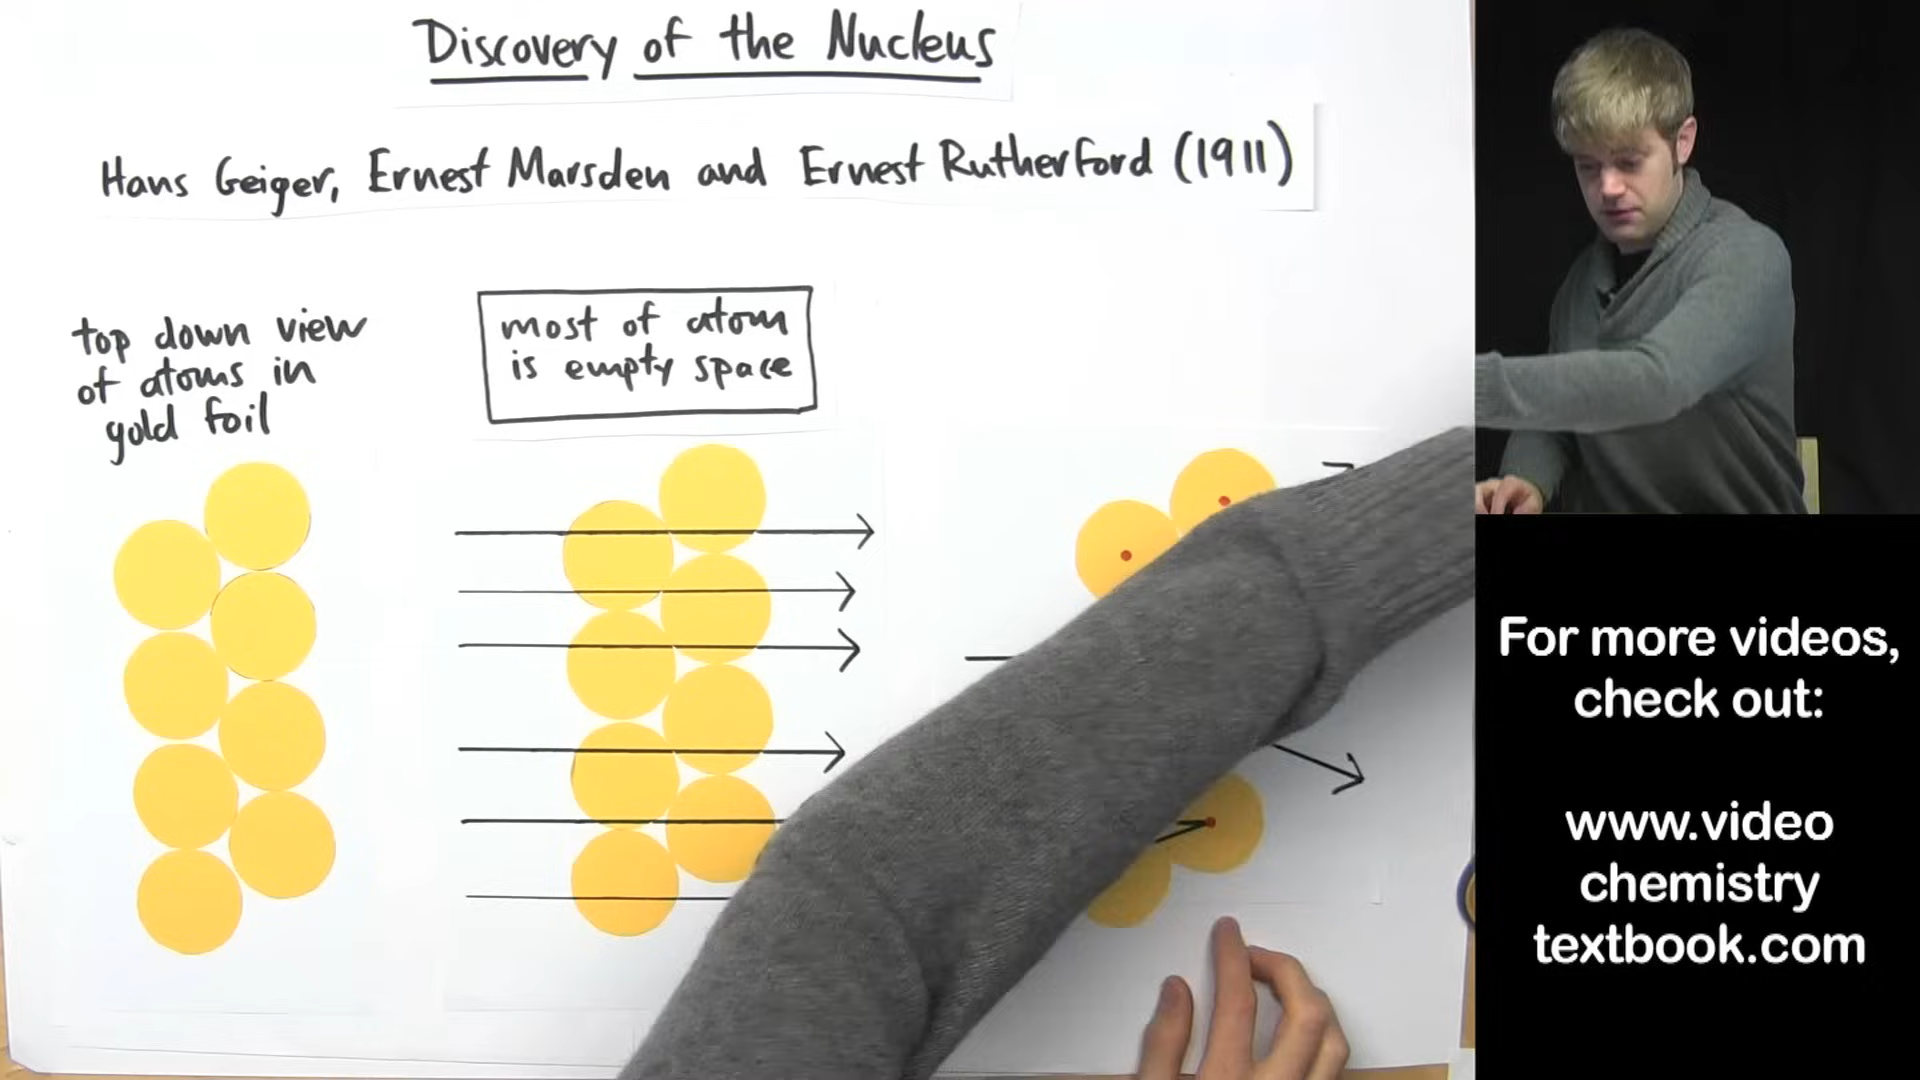 Discovery of the Nucleus
Hans Geiger, Ernest Marsden and Ernest Rutherford (1911)
top down view
of atoms in
gold foil
most of atom
is empty space
For more videos,
check out:
www.video
chemistry
textbook.com